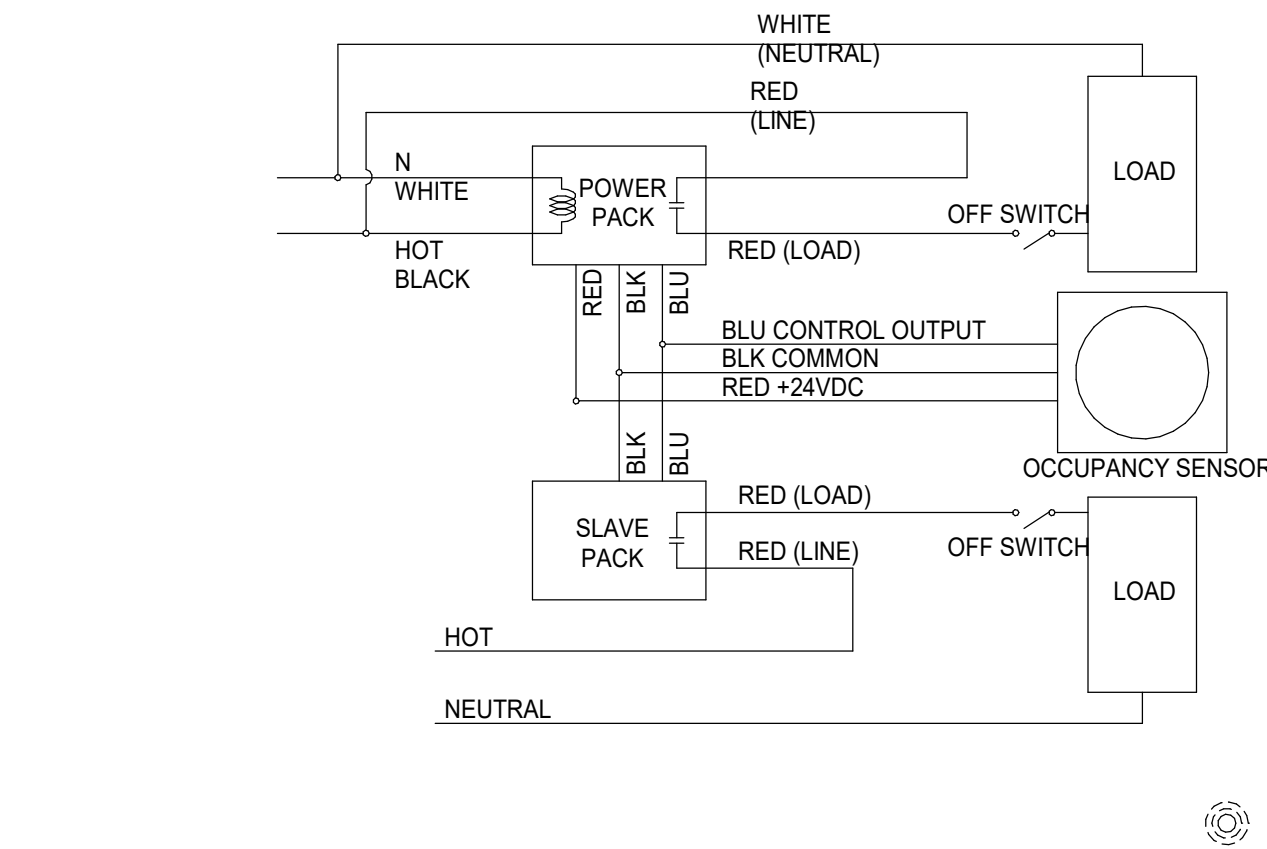 WHITE
(NEUTRAL)
RED
(LINE)
N
WHITE
POWER
PACK
LOAD
OFF SWITCH
HOT
BLACK
RED (LOAD)
RED
BLK
BLU
BLU CONTROL OUTPUT
BLK COMMON
RED +24VDC
BLK
BLU
OCCUPANCY SENSOR
RED (LOAD)
SLAVE
PACK
RED (LINE)
OFF SWITCH
LOAD
HOT
NEUTRAL